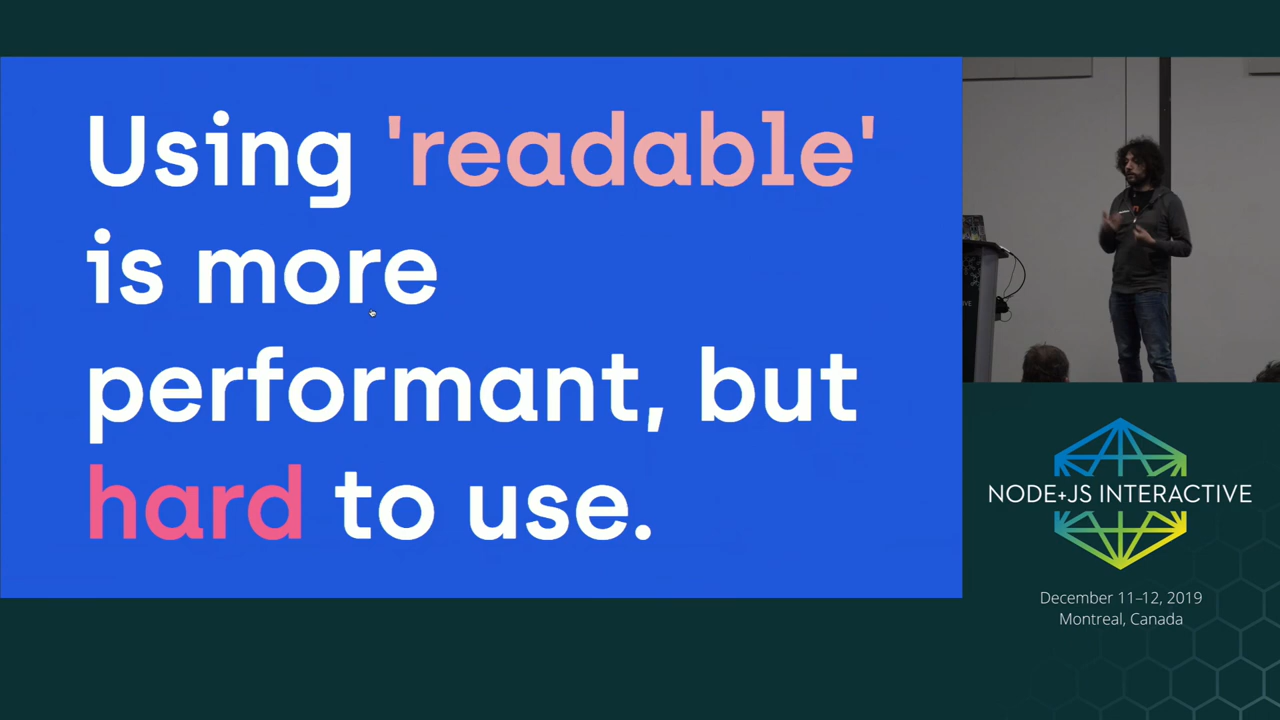 Using 'readable'
is more
performant, but
hard to use.
NODE+JS INTERACTIVE
December 11–12, 2019
Montreal, Canada